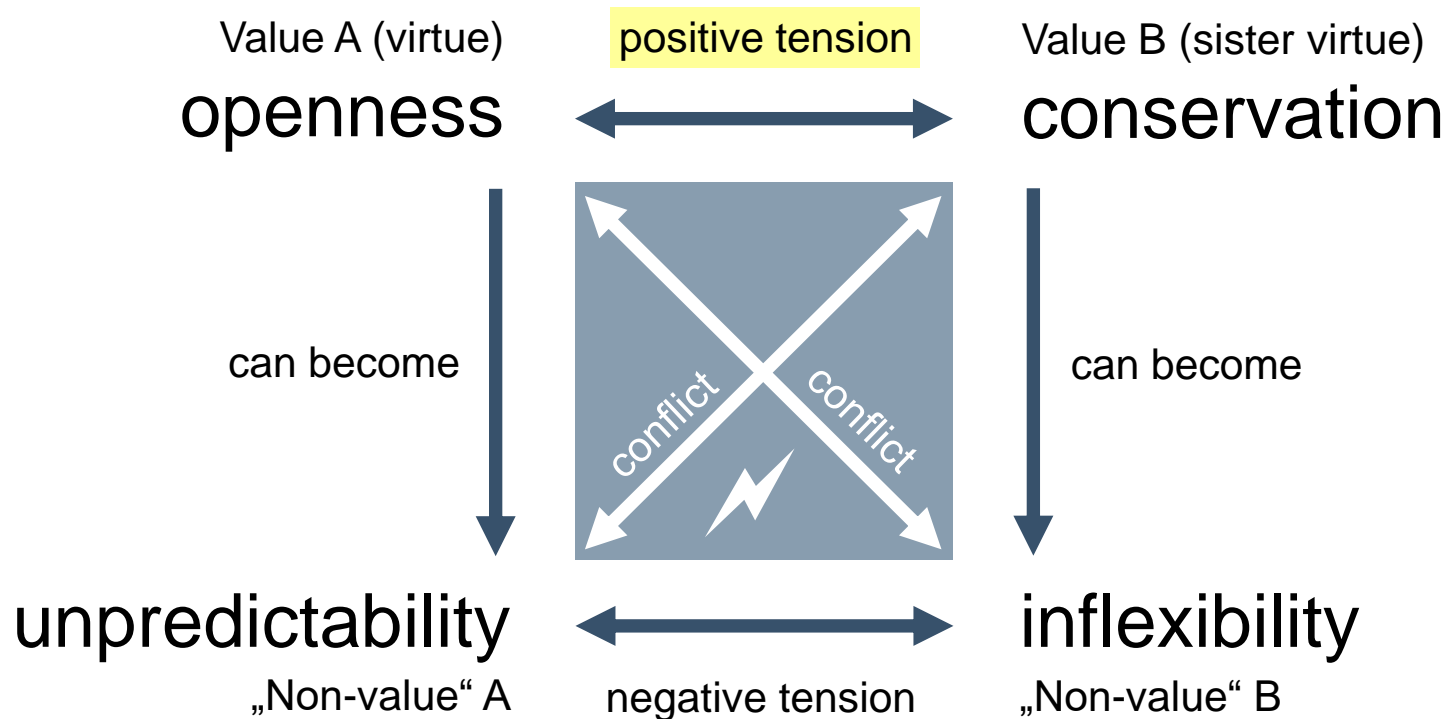 Value A (virtue)
positive tension
Value B (sister virtue)
openness
conservation
can become
conflict
conflict
can become
unpredictability
inflexibility
„Non-value“ A
negative tension
„Non-value“ B